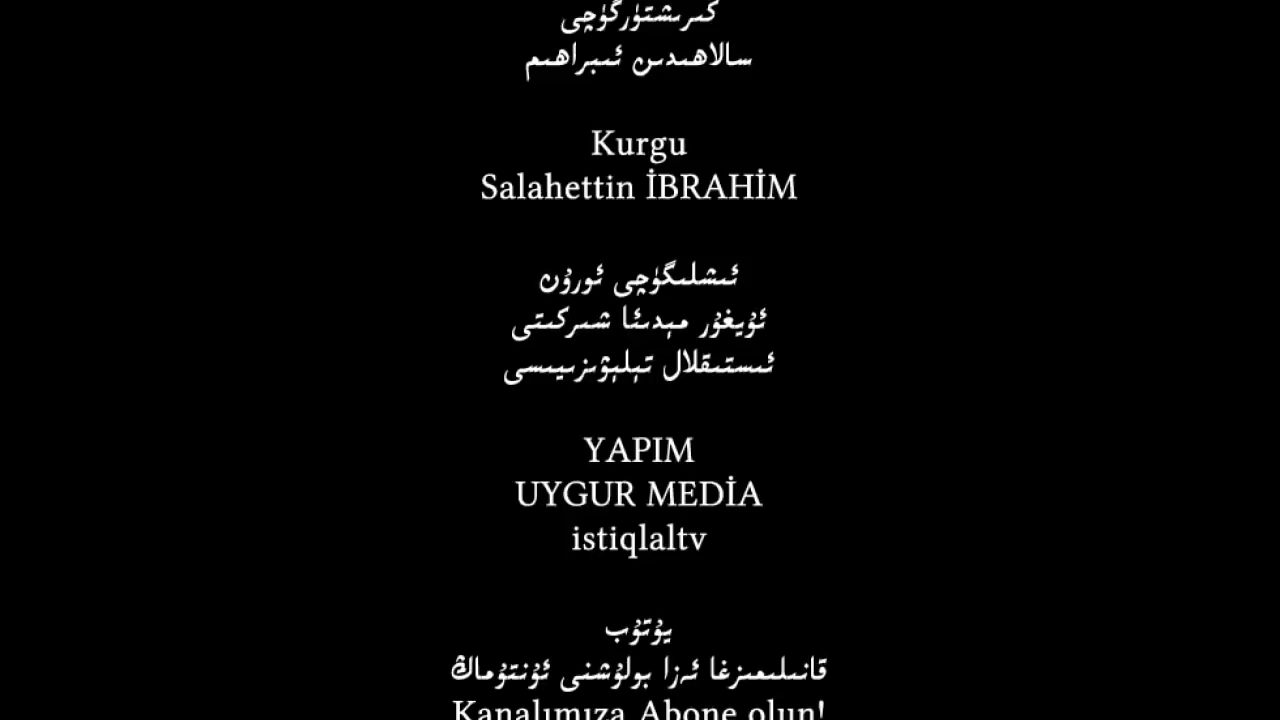 كىرىشتۈرگۈچى
سالاھىدىن ئىبراھىم
Kurgu
Salahettin İBRAHİM
ئىشلىگۈچى ئورۇن
ئۇيغۇر مېدىئا شىركىتى
ئىستىقلال تېلېۋىزىيىسى
YAPIM
UYGUR MEDİA
istiqlaltv
يۇتۇب
قانىلىمىزغا ئەزا بولۇشنى ئۇنتۇماڭ
Kanalımıza Abone olun!